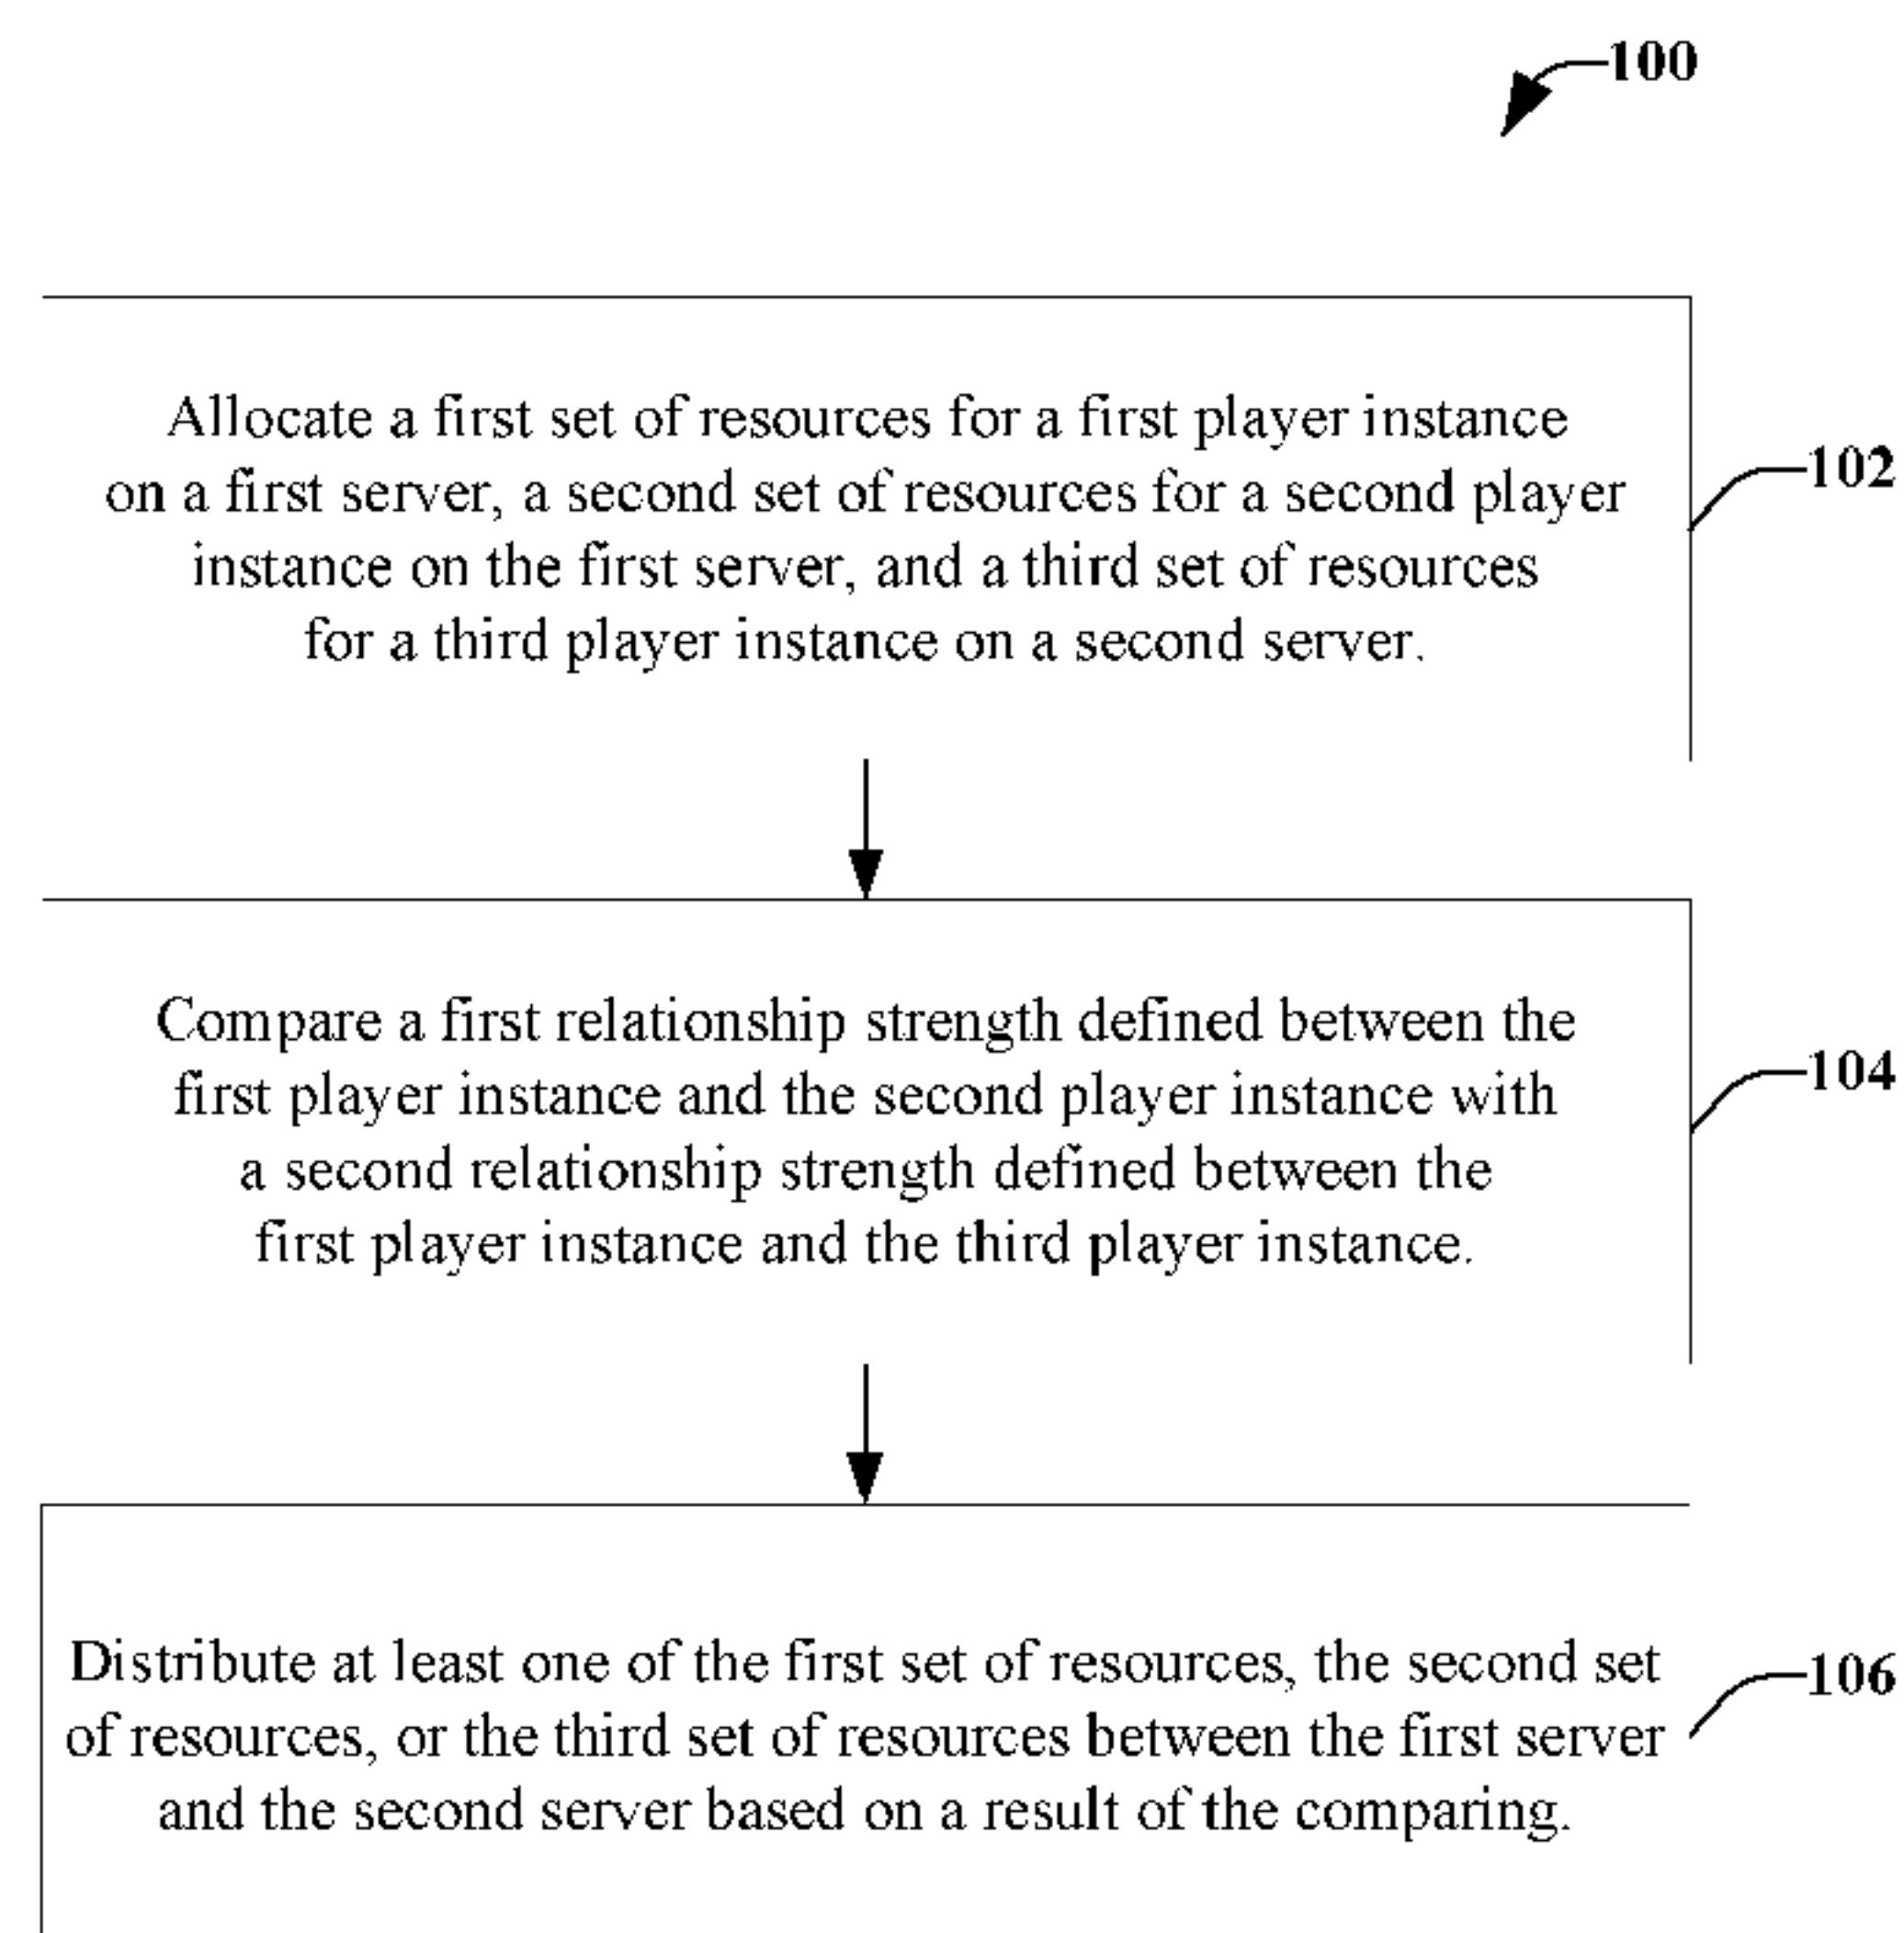 100
Allocate a first set of resources for a first player instance
on a first server, a second set of resources for a second player
instance on the first server, and a third set of resources
for a third player instance on a second server.
102
Compare a first relationship strength defined between the
first player instance and the second player instance with
a second relationship strength defined between the
first player instance and the third player instance.
104
Distribute at least one of the first set of resources, the second set
of resources, or the third set of resources between the first server
and the second server based on a result of the comparing.
106